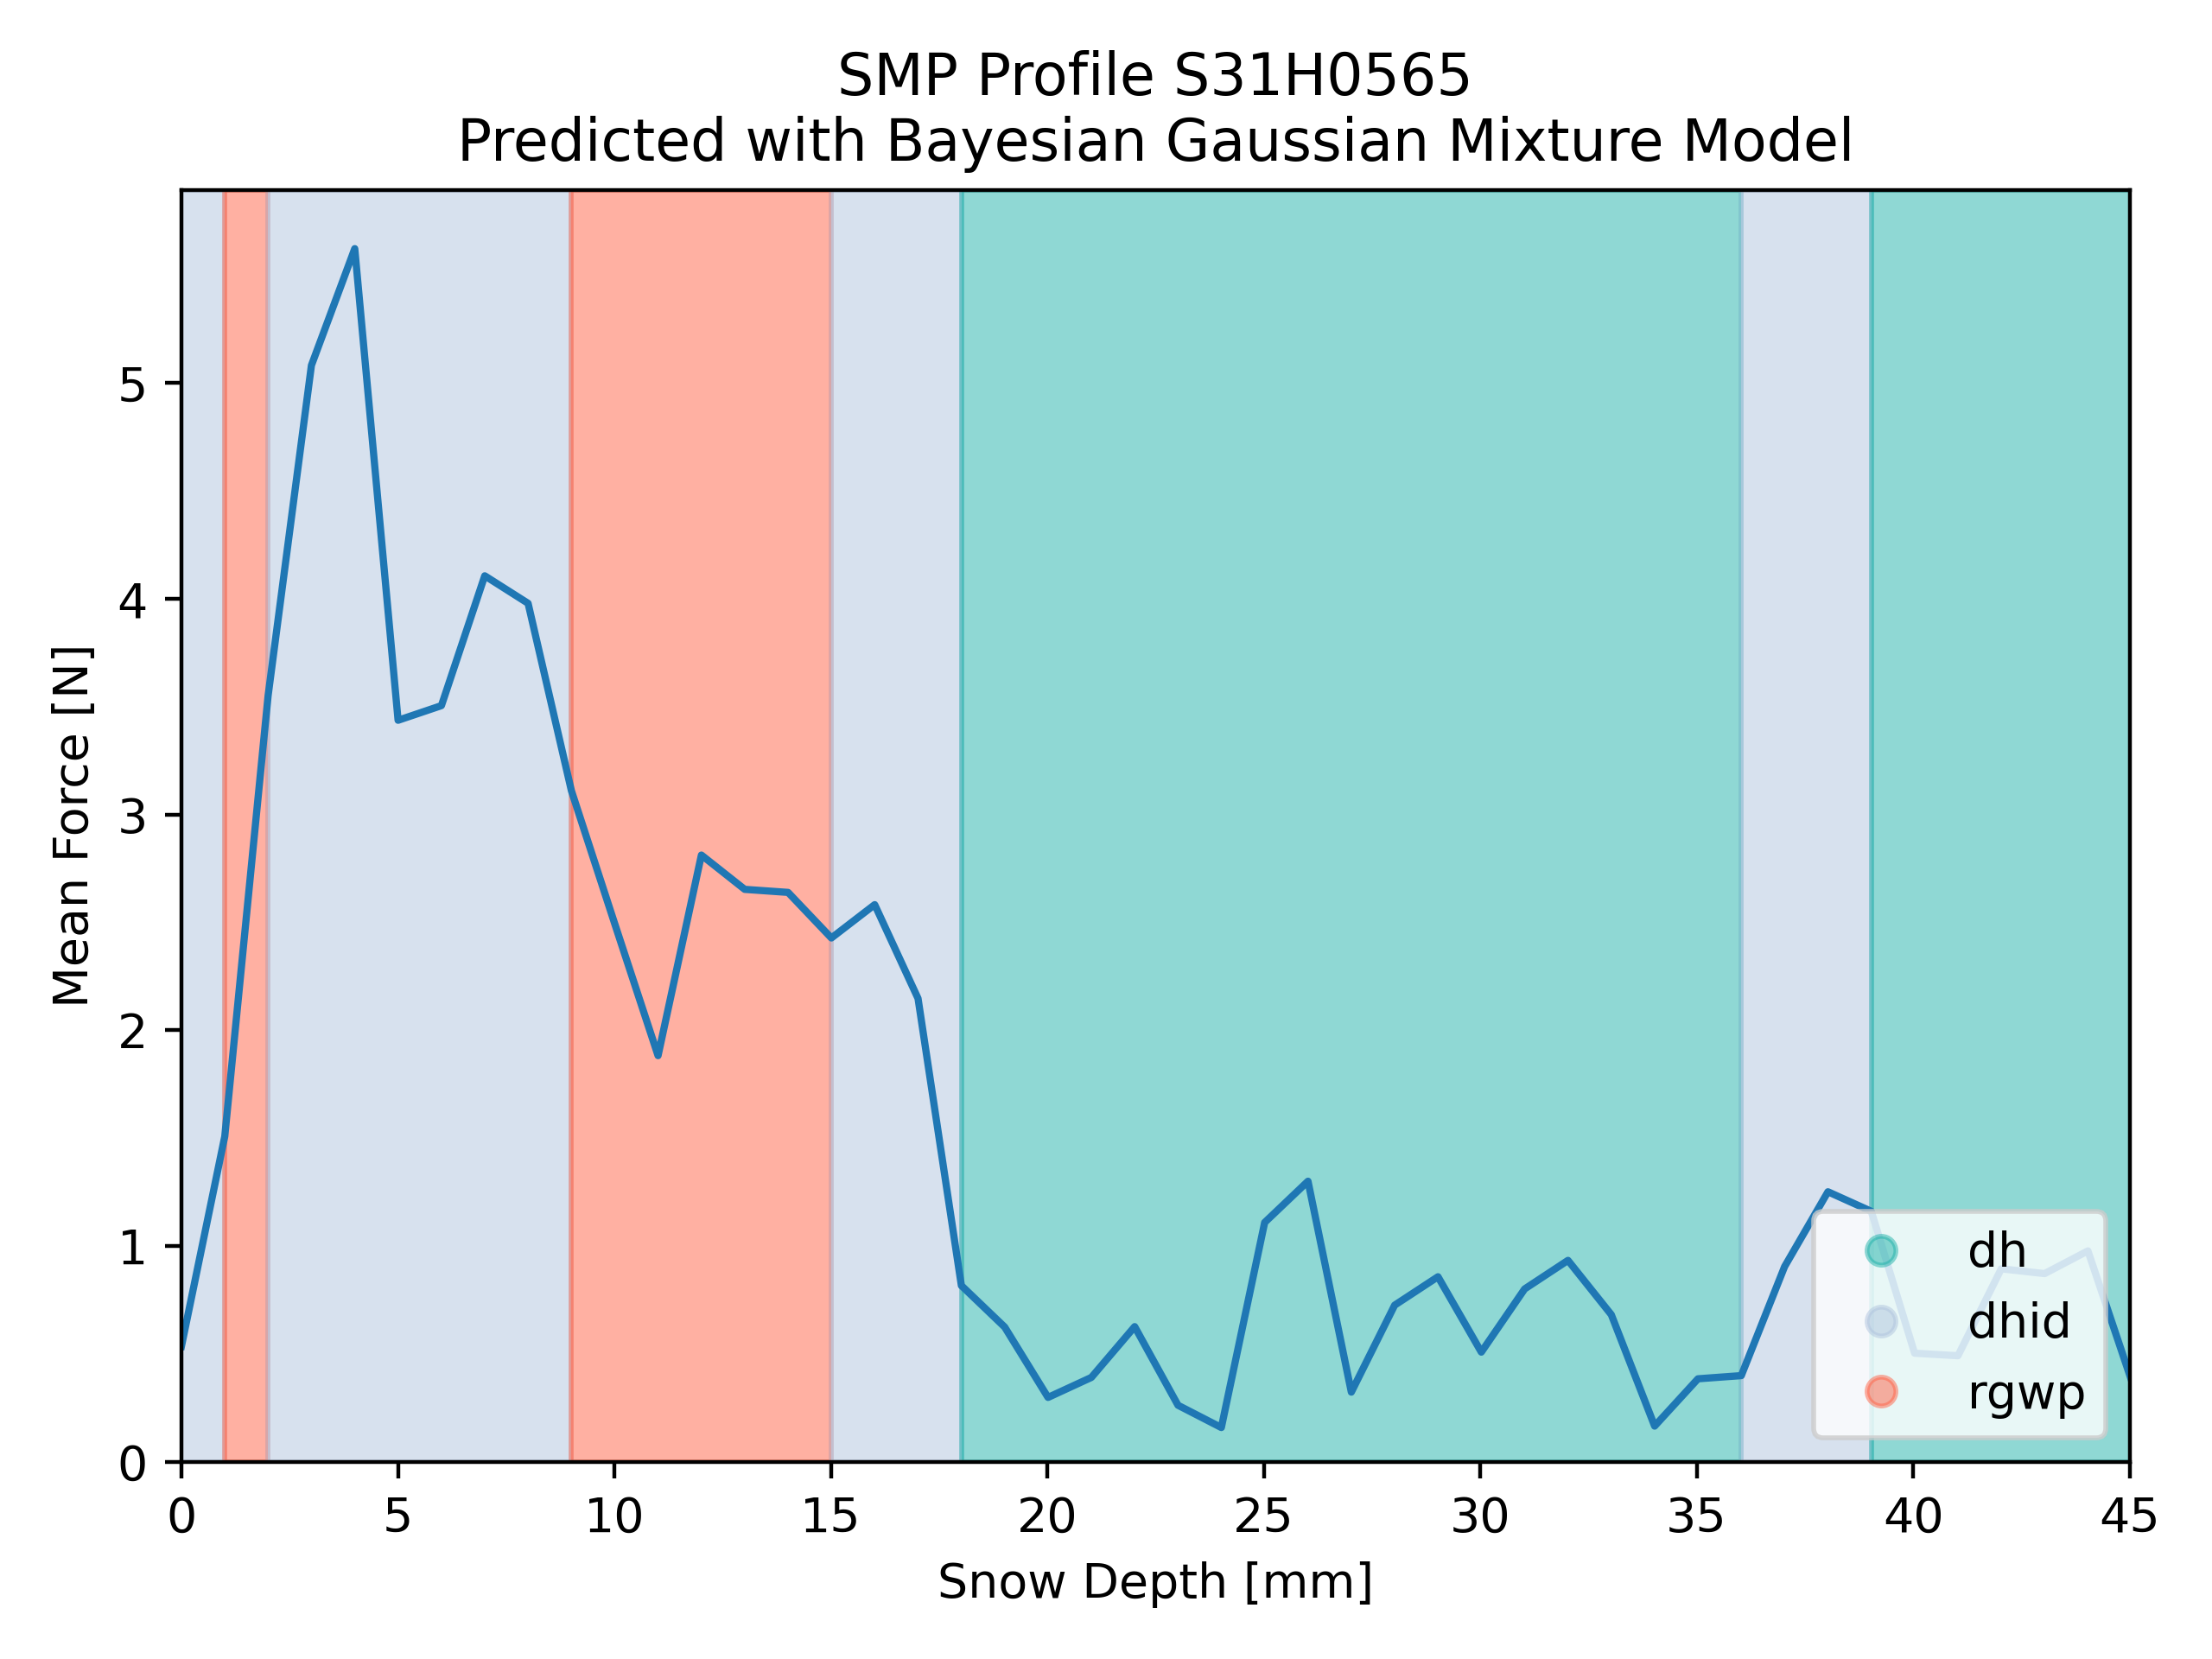 SMP Profile S31H0565
Predicted with Bayesian Gaussian Mixture Model
Mean Force [N]
5
4
3
2
1
0
0 5 10 15 20 25 30 35 40 45
Snow Depth [mm]
dh
dhid
rgwp